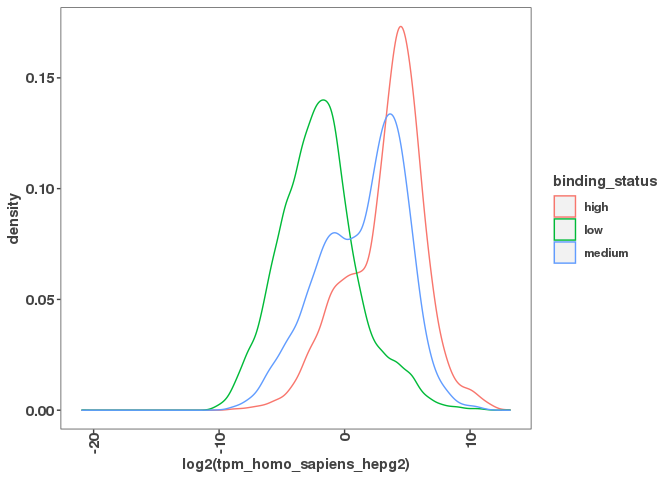 0.15
0.10
0.05
0.00
density
-20
-10
0
10
log2(tpm_homo_sapiens_hepg2)
binding_status
high
low
medium